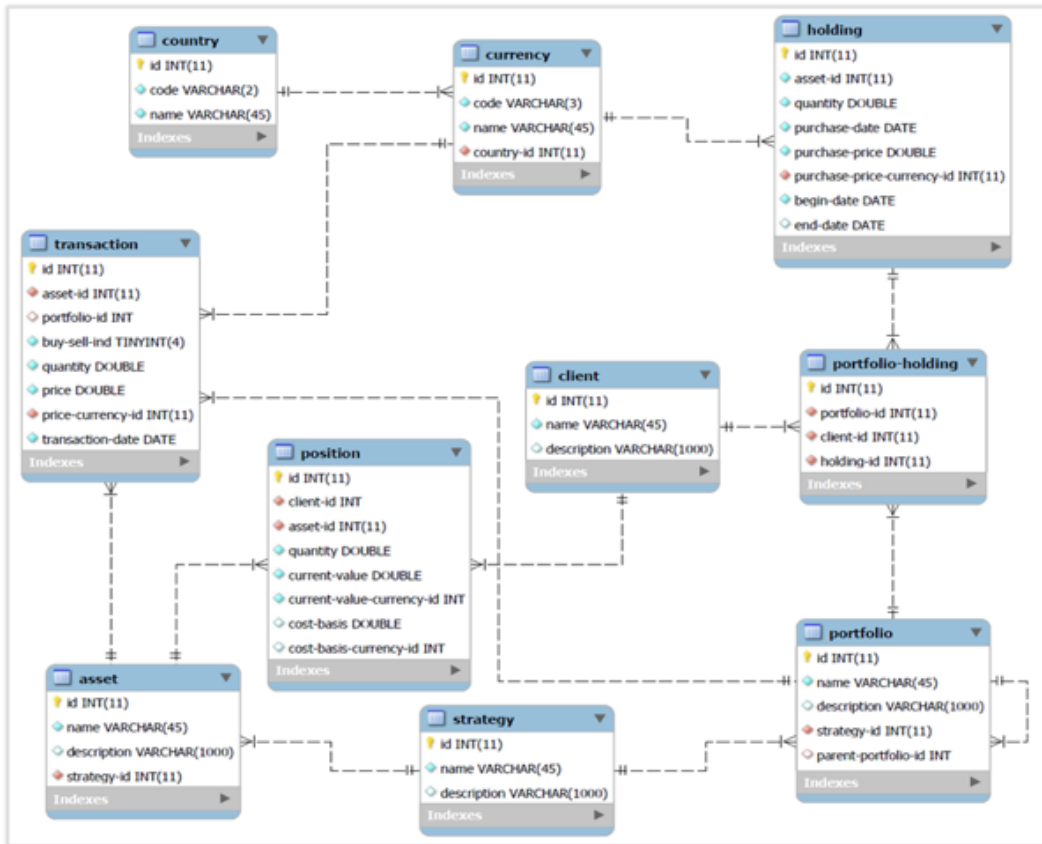 country
id INT(11)
code VARCHAR(2)
name VARCHAR(45)
Indexes
currency
id INT(11)
code VARCHAR(3)
name VARCHAR(45)
country-id INT(11)
Indexes
holding
id INT(11)
asset-id INT(11)
quantity DOUBLE
purchase-date DATE
purchase-price DOUBLE
purchase-price-currency-id INT(11)
begin-date DATE
end-date DATE
Indexes
transaction
id INT(11)
asset-id INT(11)
portfolio-id INT
buy-sell-ind TINYINT(4)
quantity DOUBLE
price DOUBLE
price-currency-id INT(11)
transaction-date DATE
Indexes
client
id INT(11)
name VARCHAR(45)
description VARCHAR(1000)
Indexes
portfolio-holding
id INT(11)
portfolio-id INT(11)
client-id INT(11)
holding-id INT(11)
Indexes
position
id INT(11)
client-id INT
asset-id INT(11)
quantity DOUBLE
current-value DOUBLE
current-value-currency-id INT
cost-basis DOUBLE
cost-basis-currency-id INT
Indexes
asset
id INT(11)
name VARCHAR(45)
description VARCHAR(1000)
strategy-id INT(11)
Indexes
strategy
id INT(11)
name VARCHAR(45)
description VARCHAR(1000)
Indexes
portfolio
id INT(11)
name VARCHAR(45)
description VARCHAR(1000)
strategy-id INT(11)
parent-portfolio-id INT
Indexes